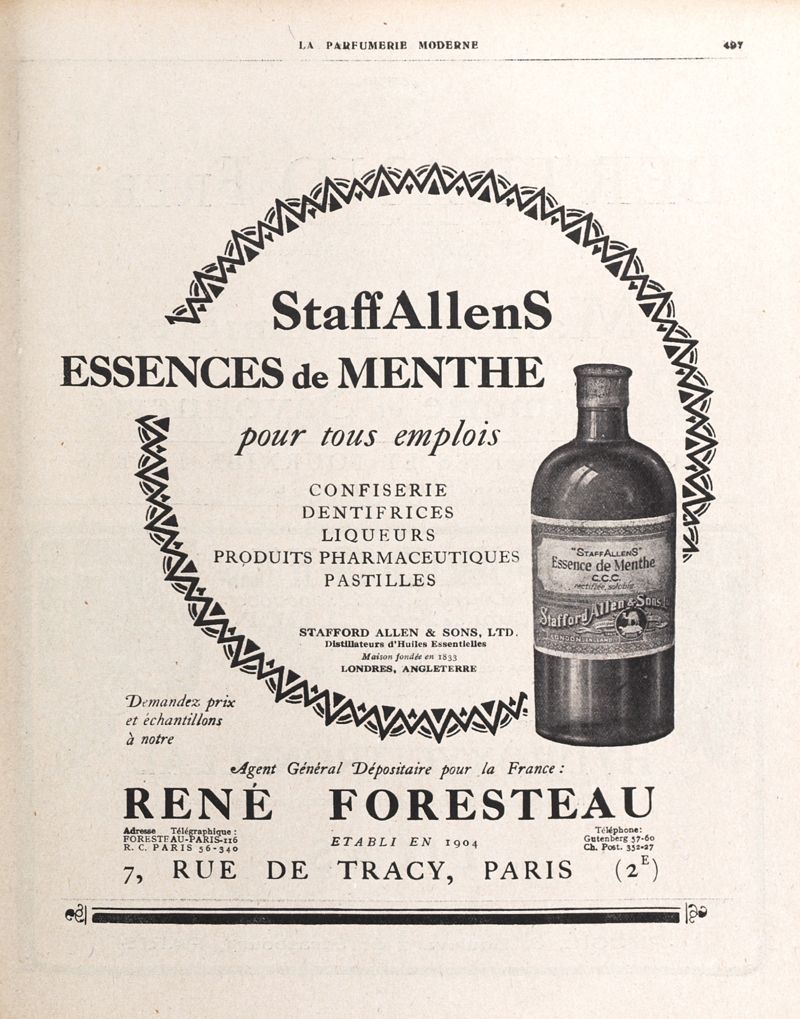 LA PARFUMERIE MODERNE
497
StaffAllenS
ESSENCES de MENTHE
pour tous emplois
CONFISERIE
DENTIFRICES
LIQUEURS
PRODUITS PHARMACEUTIQUES
PASTILLES
STAFFORD ALLEN & SONS, LTD.
Distillateurs d'Huiles Essentielles
Maison fondée en 1833
LONDRES, ANGLETERRE
"STAFFALLENS"
Essence de Menthe
C.C.C.
rectifiée, soluble
Stafford Allen & Sons
LONDON
Demandez prix
et échantillons
à notre
Agent Général Dépositaire pour la France :
RENÉ FORESTEAU
Adresse Télégraphique :
FORESTEAU-PARIS-116
R. C. PARIS 56-340
ETABLI EN 1904
Téléphone:
Gutenberg 57-60
Ch. Post. 352-27
7, RUE DE TRACY, PARIS (2E)